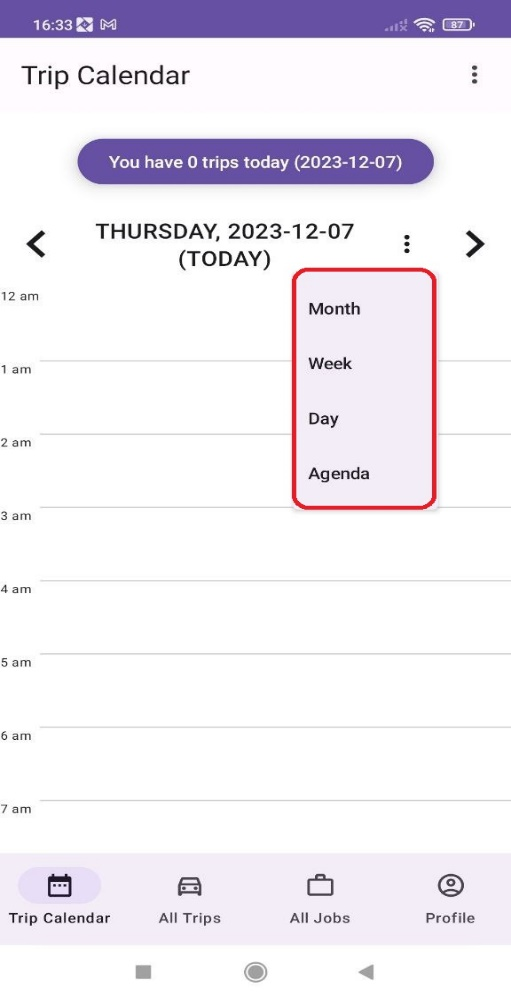 16:33
87
Trip Calendar
You have 0 trips today (2023-12-07)
THURSDAY, 2023-12-07
(TODAY)
12 am
Month
Week
1 am
Day
2 am
Agenda
3 am
4 am
5 am
6 am
7 am
Trip Calendar
All Trips
All Jobs
Profile